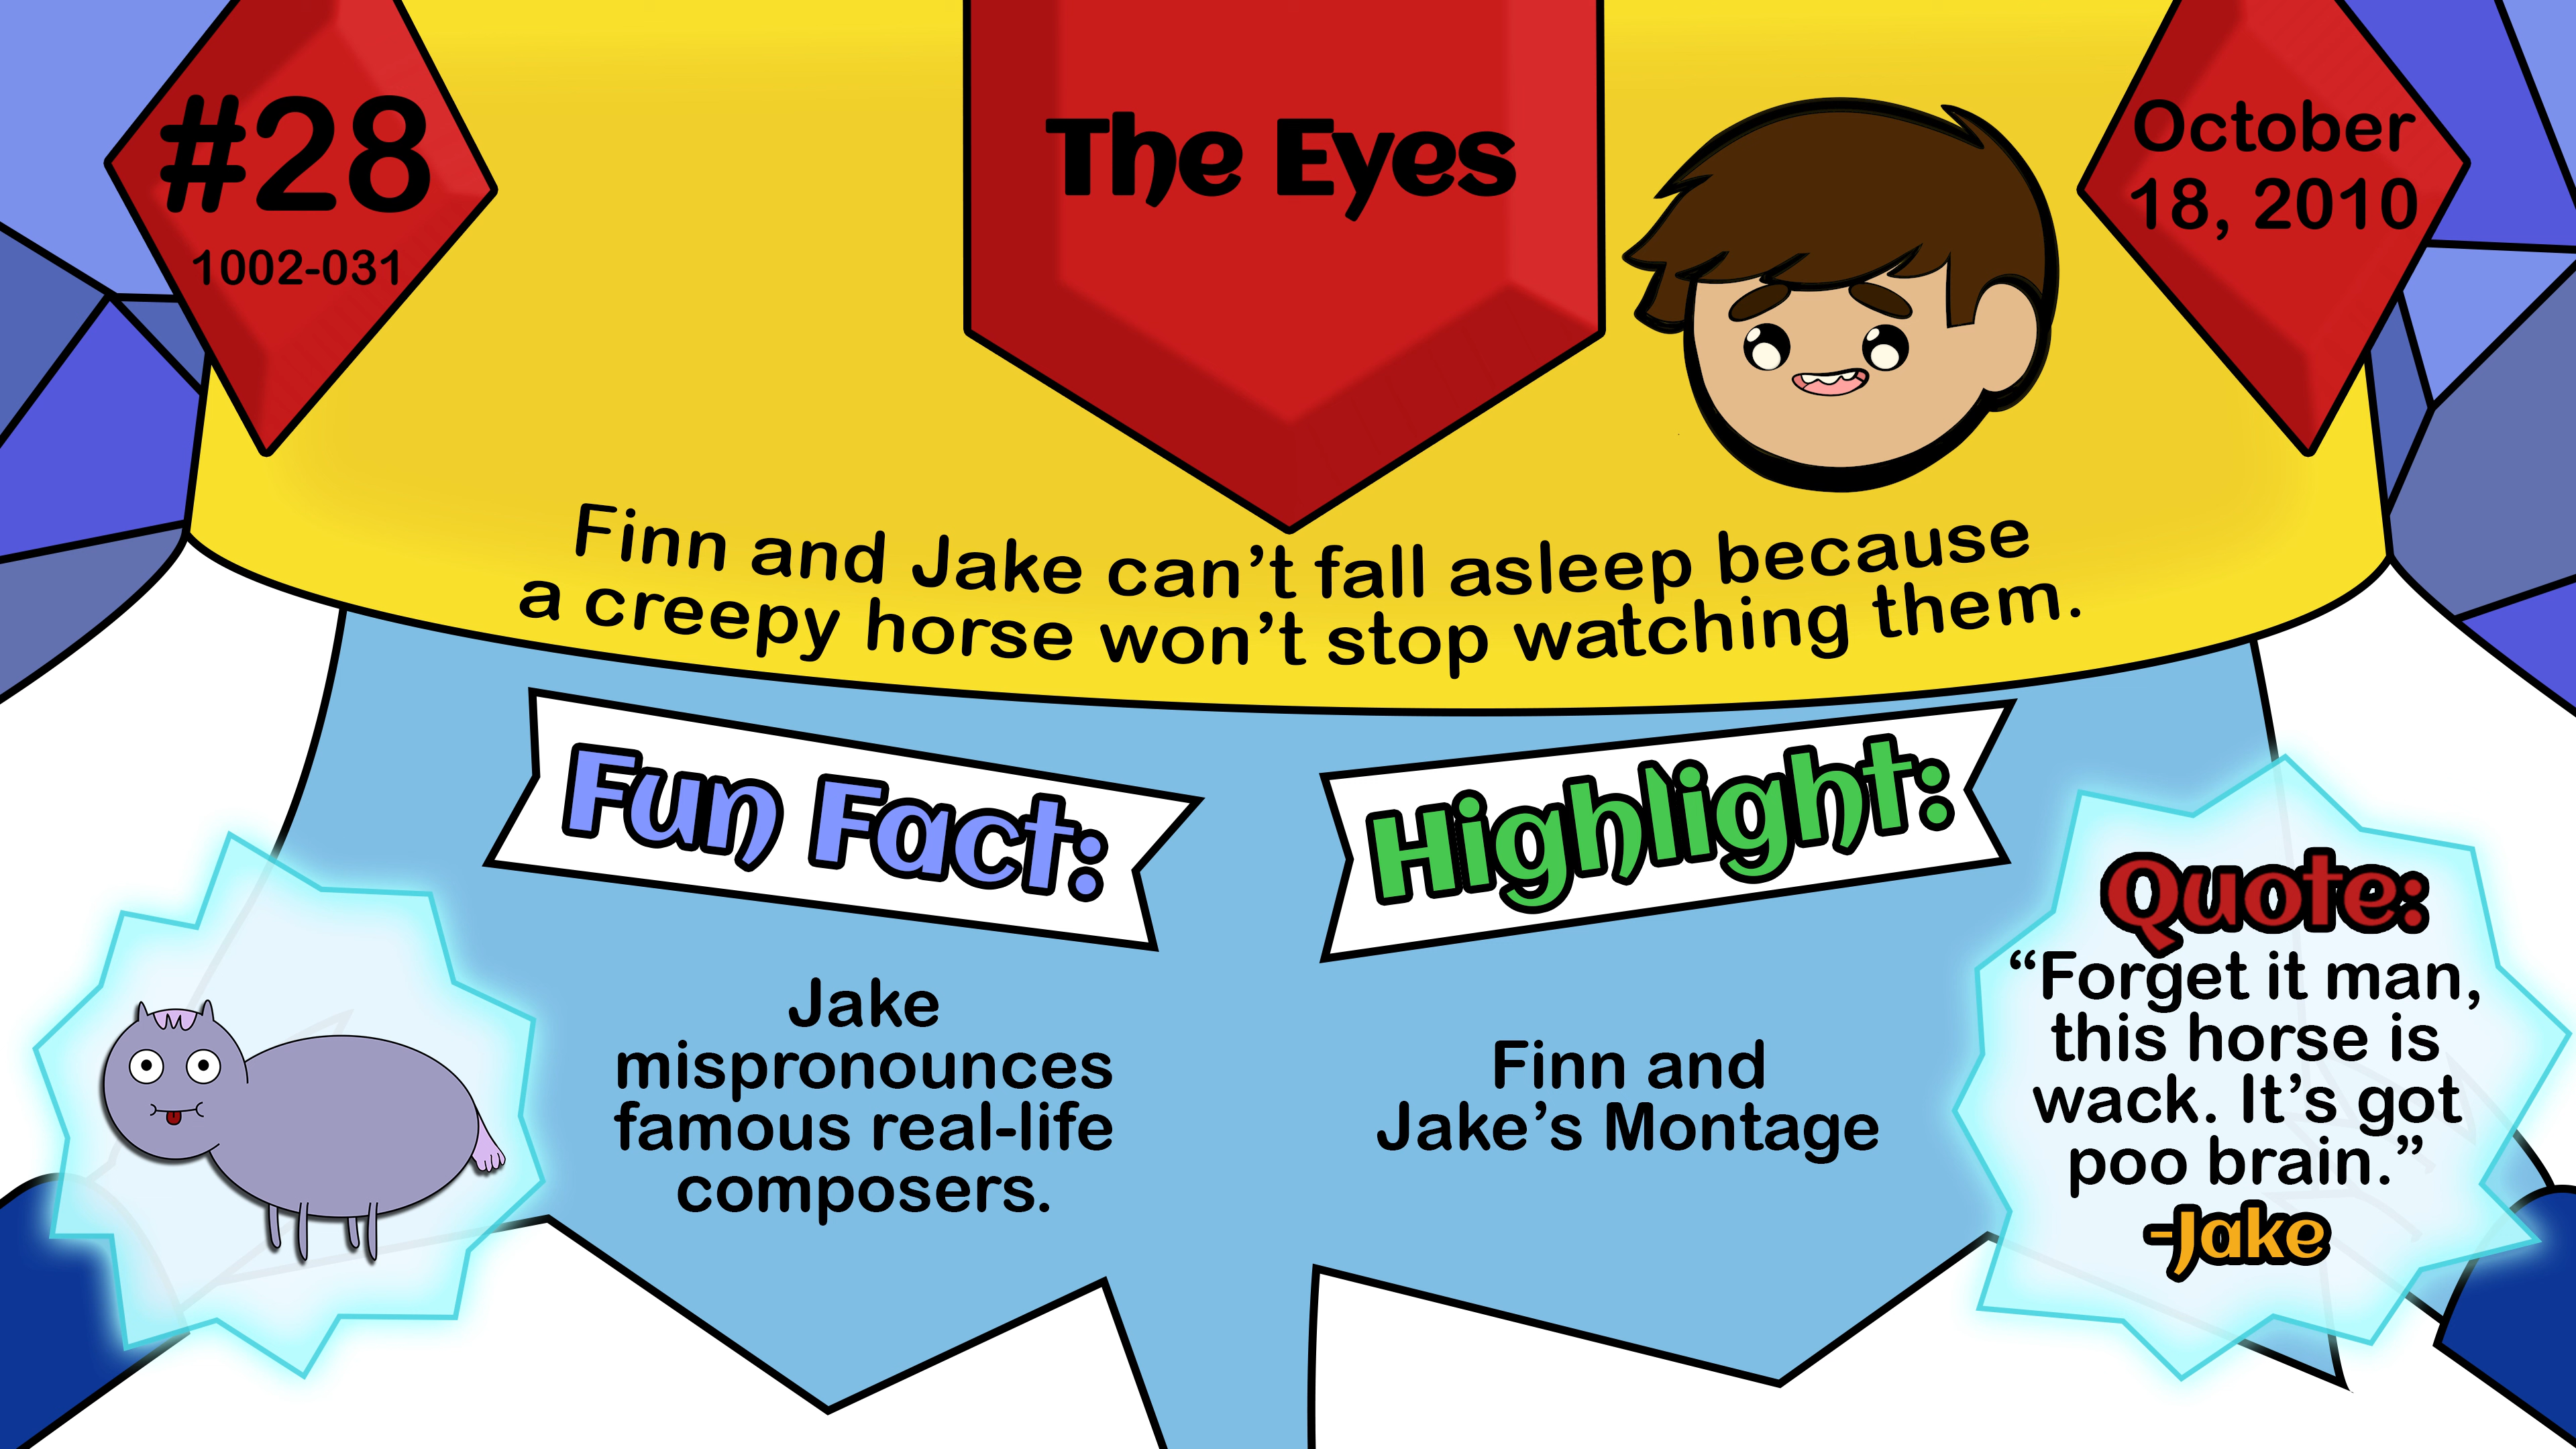 #28
1002-031
The Eyes
October
18, 2010
Finn and Jake can’t fall asleep because
a creepy horse won’t stop watching them.
Fun Fact:
Jake
mispronounces
famous real-life
composers.
Highlight:
Finn and
Jake’s Montage
Quote:
“Forget it man,
this horse is
wack. It’s got
poo brain.”
-Jake